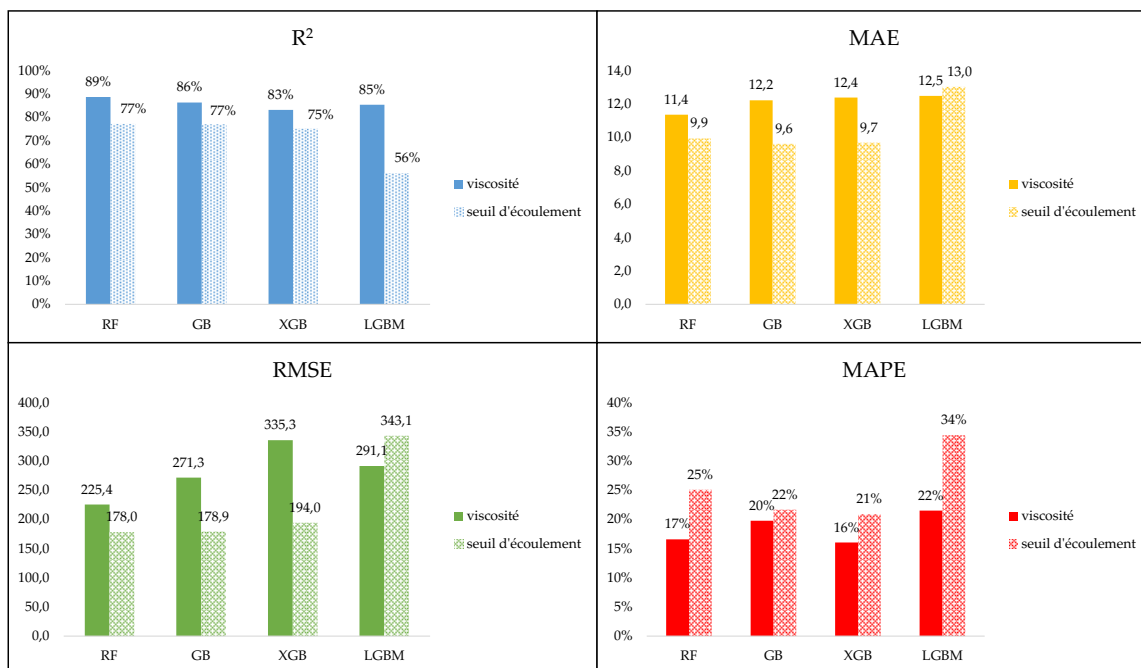 R²
100%
90%
80%
70%
60%
50%
40%
30%
20%
10%
0%
89%
77%
86%
77%
83%
75%
85%
56%
RF
GB
XGB
LGBM
viscosité
seuil d'écoulement
MAE
14,0
12,0
10,0
8,0
6,0
4,0
2,0
0,0
11,4
9,9
12,2
9,6
12,4
9,7
12,5
13,0
RF
GB
XGB
LGBM
viscosité
seuil d'écoulement
RMSE
400,0
350,0
300,0
250,0
200,0
150,0
100,0
50,0
0,0
225,4
178,0
271,3
178,9
335,3
194,0
291,1
343,1
RF
GB
XGB
LGBM
viscosité
seuil d'écoulement
MAPE
40%
35%
30%
25%
20%
15%
10%
5%
0%
17%
25%
20%
22%
16%
21%
22%
34%
RF
GB
XGB
LGBM
viscosité
seuil d'écoulement